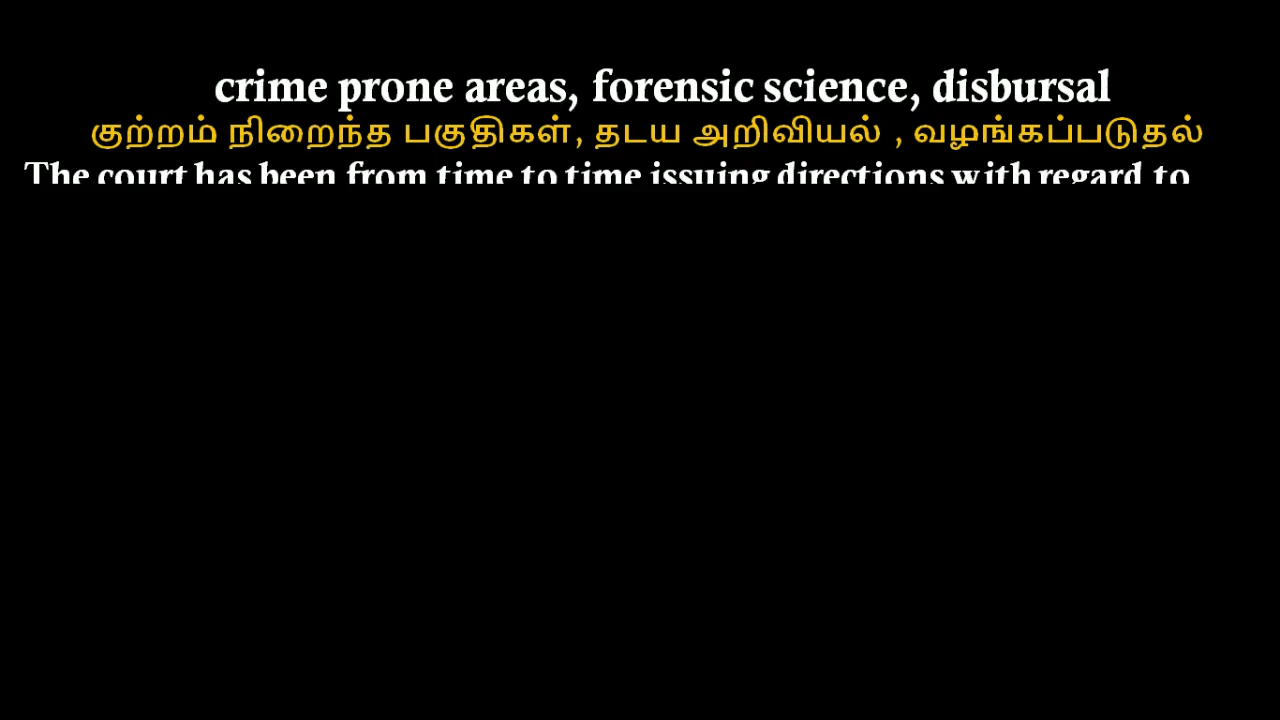 crime prone areas, forensic science, disbursal
குற்றம் நிறைந்த பகுதிகள், தடய அறிவியல் , வழங்கப்படுதல்
The court has been from time to time issuing directions with regard to